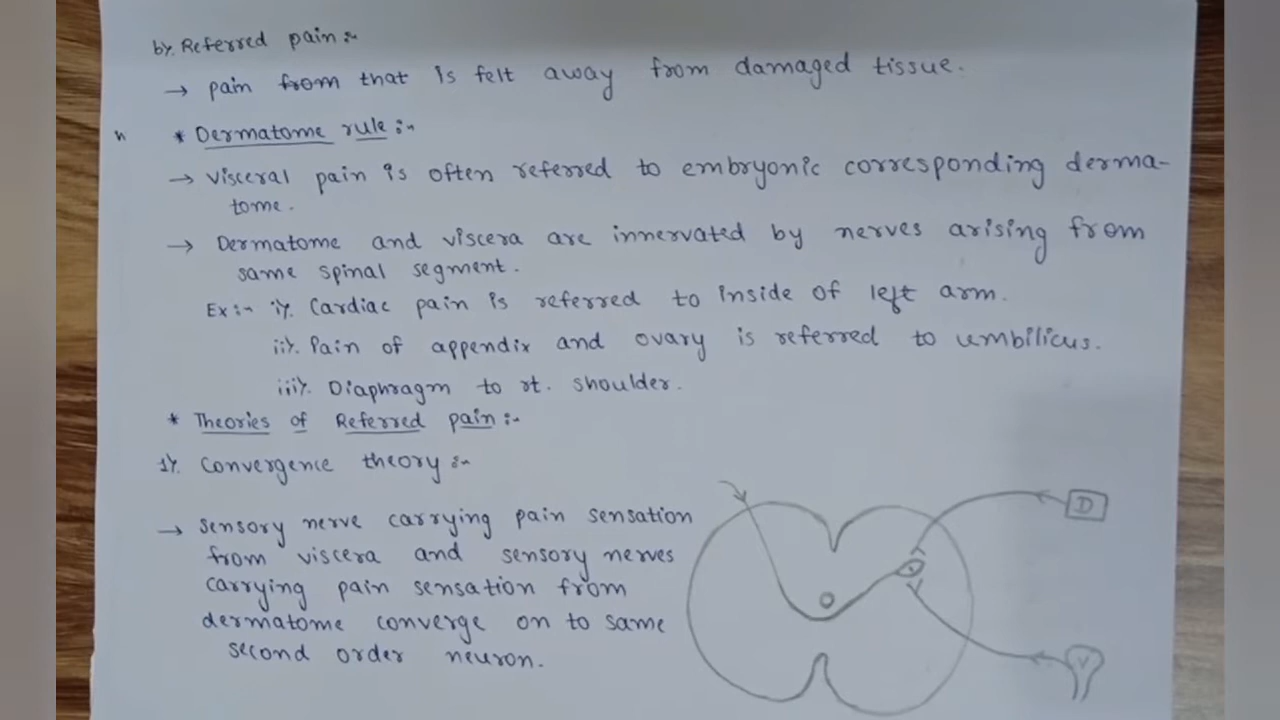 b). Referred pain :-
→ pain from that is felt away from damaged tissue.
* Dermatome rule :-
→ visceral pain is often referred to embryonic corresponding derma-
tome.
→ Dermatome and viscera are innervated by nerves arising from
same spinal segment.
Ex :- i). Cardiac pain is referred to inside of left arm.
ii). Pain of appendix and ovary is referred to umbilicus.
iii). Diaphragm to rt. shoulder.
* Theories of Referred pain :-
1). Convergence theory :-
→ sensory nerve carrying pain sensation
from viscera and sensory nerves
carrying pain sensation from
dermatome converge on to same
second order neuron.
D
V